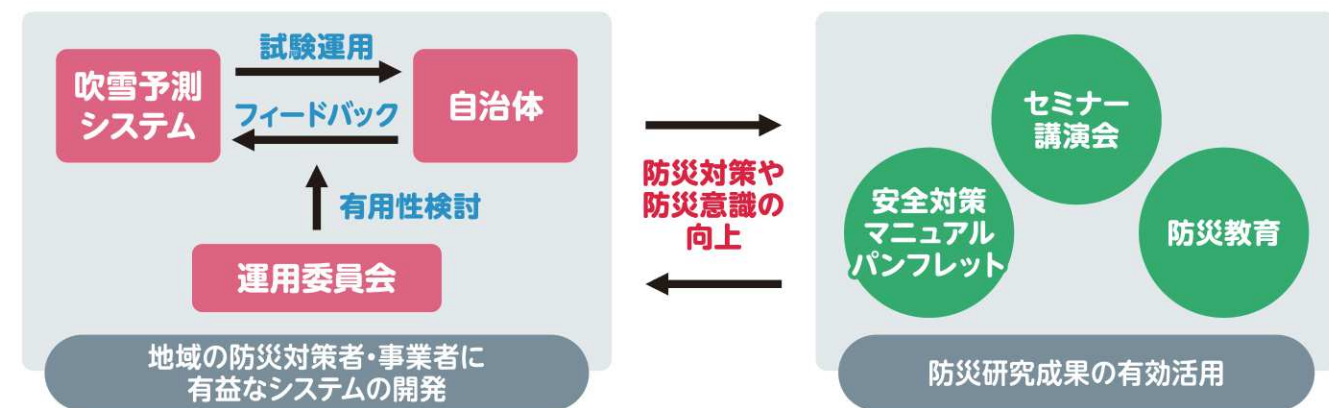 試験運用
吹雪予測
システム
フィードバック
自治体
有用性検討
運用委員会
地域の防災対策者・事業者に
有益なシステムの開発
防災対策や
防災意識の
向上
セミナー
講演会
安全対策
マニュアル
パンフレット
防災教育
防災研究成果の有効活用